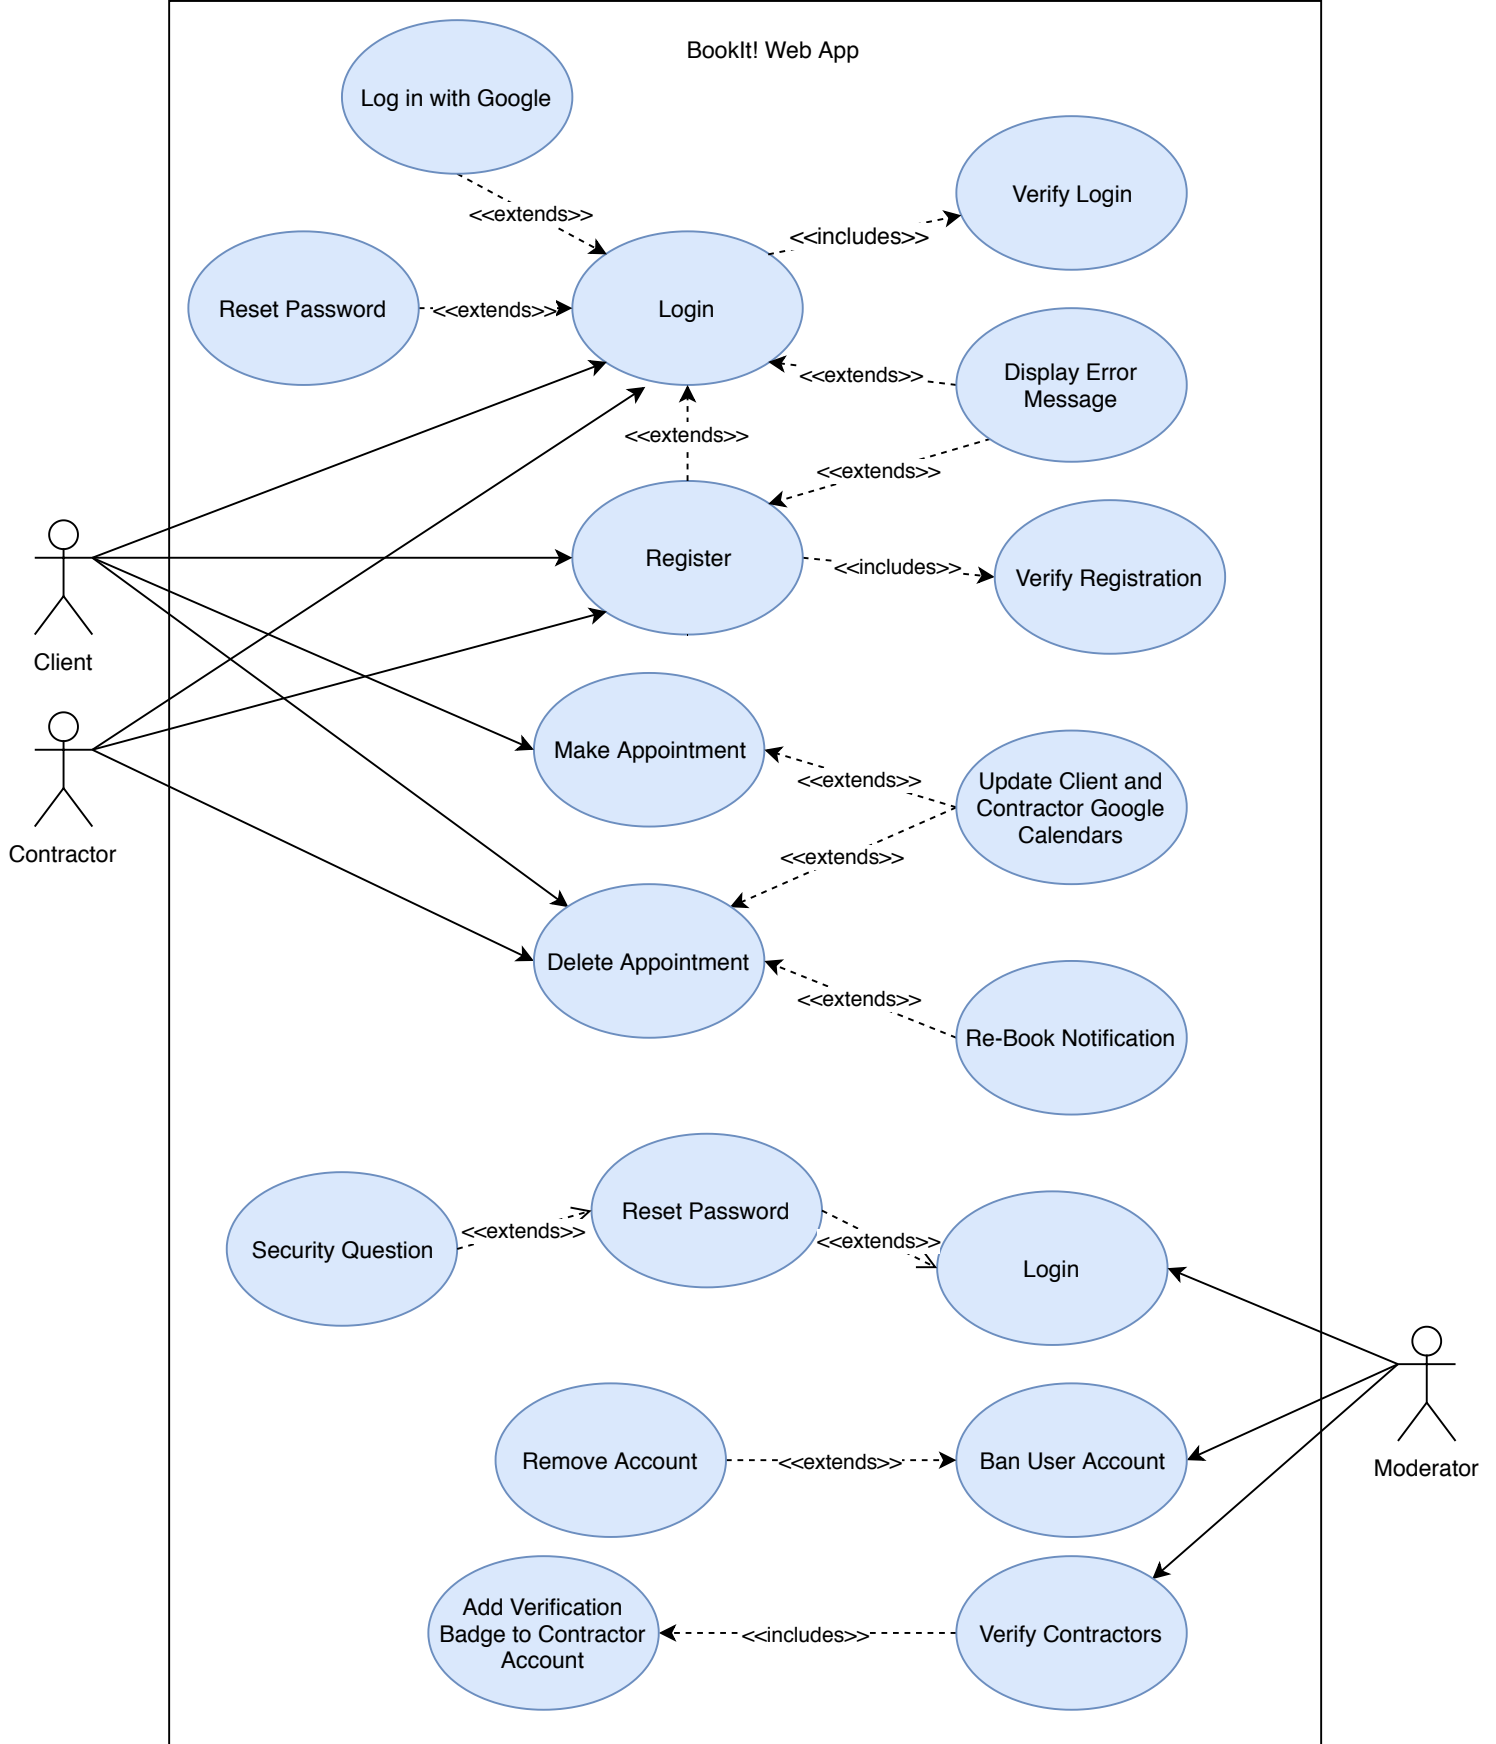 BookIt! Web App
Log in with Google
Verify Login
<<extends>>
<<includes>>
Reset Password
<<extends>>
Login
Display Error
Message
<<extends>>
<<extends>>
<<extends>>
Register
<<includes>>
Verify Registration
Client
Make Appointment
<<extends>>
Update Client and
Contractor Google
Calendars
Contractor
<<extends>>
Delete Appointment
<<extends>>
Re-Book Notification
Security Question
<<extends>>
Reset Password
<<extends>>
Login
Remove Account
<<extends>>
Ban User Account
Moderator
Add Verification
Badge to Contractor
Account
<<includes>>
Verify Contractors